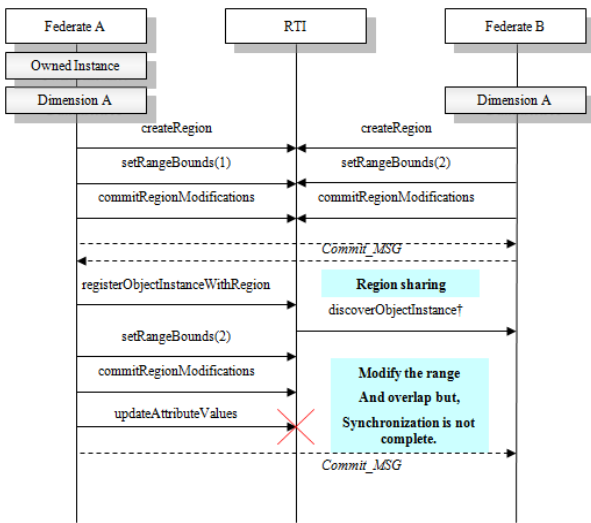 Federate A
RTI
Federate B
Owned Instance
Dimension A
Dimension A
createRegion
createRegion
setRangeBounds(1)
setRangeBounds(2)
commitRegionModifications
commitRegionModifications
Commit_MSG
registerObjectInstanceWithRegion
Region sharing
discoverObjectInstance†
setRangeBounds(2)
commitRegionModifications
Modify the range
And overlap but,
updateAttributeValues
Synchronization is not
complete.
Commit_MSG